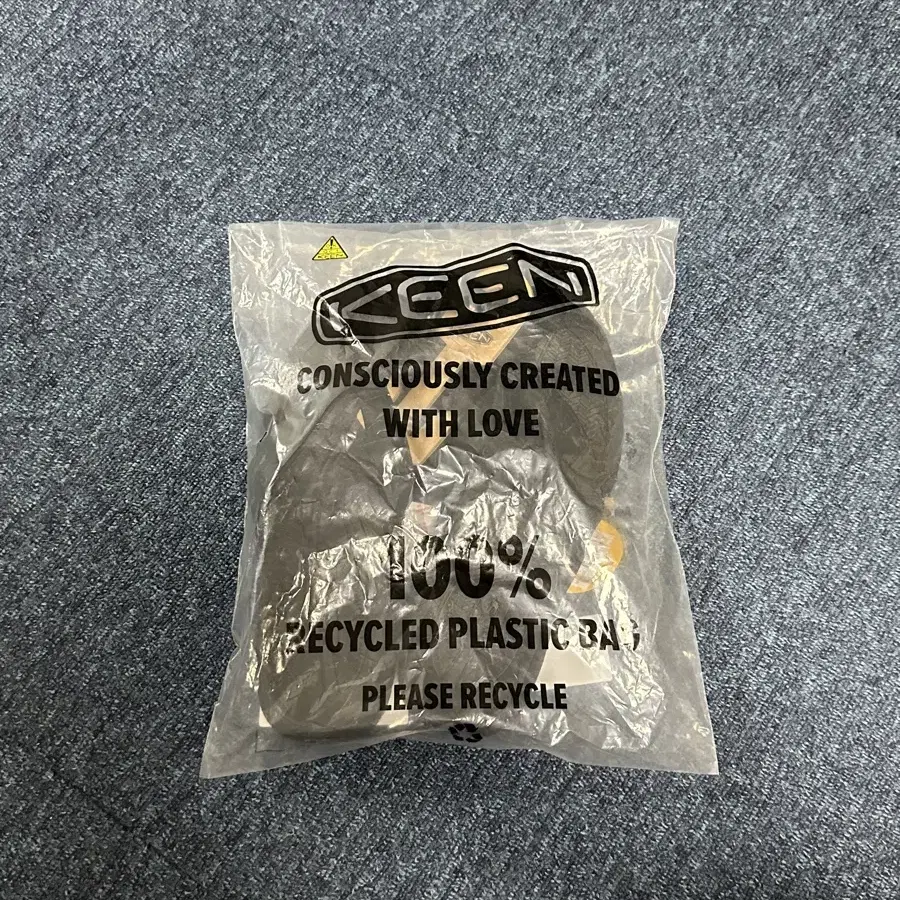 KEEN
CONSCIOUSLY CREATED
WITH LOVE
100%
RECYCLED PLASTIC BAG
PLEASE RECYCLE